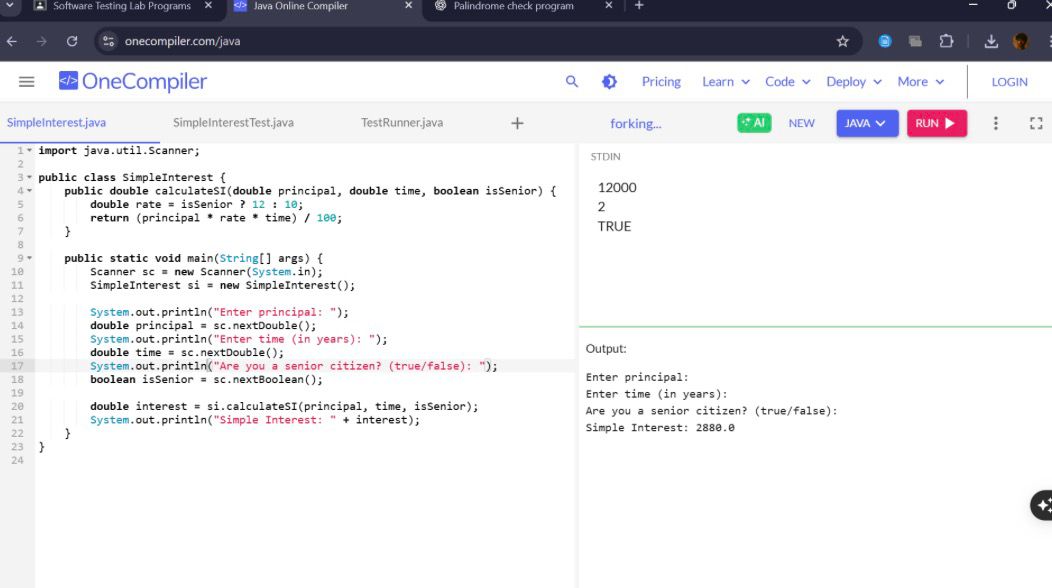 Software Testing Lab Programs
Java Online Compiler
Palindrome check program
onecompiler.com/java
OneCompiler
Pricing
Learn
Code
Deploy
More
LOGIN
SimpleInterest.java
SimpleInterestTest.java
TestRunner.java
forking...
AI
NEW
JAVA
RUN
1 import java.util.Scanner;
2
3 public class SimpleInterest {
4 public double calculateSI(double principal, double time, boolean isSenior) {
5 double rate = isSenior ? 12 : 10;
6 return (principal * rate * time) / 100;
7 }
8
9 public static void main(String[] args) {
10 Scanner sc = new Scanner(System.in);
11 SimpleInterest si = new SimpleInterest();
12
13 System.out.println("Enter principal: ");
14 double principal = sc.nextDouble();
15 System.out.println("Enter time (in years): ");
16 double time = sc.nextDouble();
17 System.out.println("Are you a senior citizen? (true/false): ");
18 boolean isSenior = sc.nextBoolean();
19
20 double interest = si.calculateSI(principal, time, isSenior);
21 System.out.println("Simple Interest: " + interest);
22 }
23 }
24
STDIN
12000
2
TRUE
Output:
Enter principal:
Enter time (in years):
Are you a senior citizen? (true/false):
Simple Interest: 2880.0